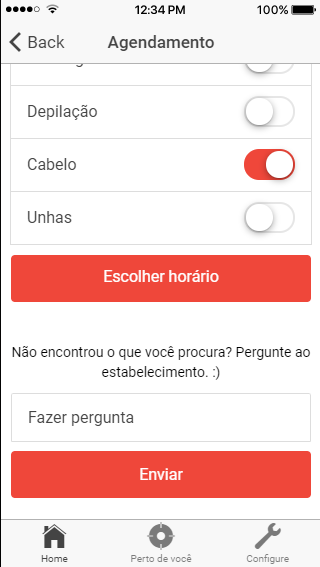 12:34 PM
100%
Back
Agendamento
Depilação
Cabelo
Unhas
Escolher horário
Não encontrou o que você procura? Pergunte ao
estabelecimento. :)
Fazer pergunta
Enviar
Home
Perto de você
Configure